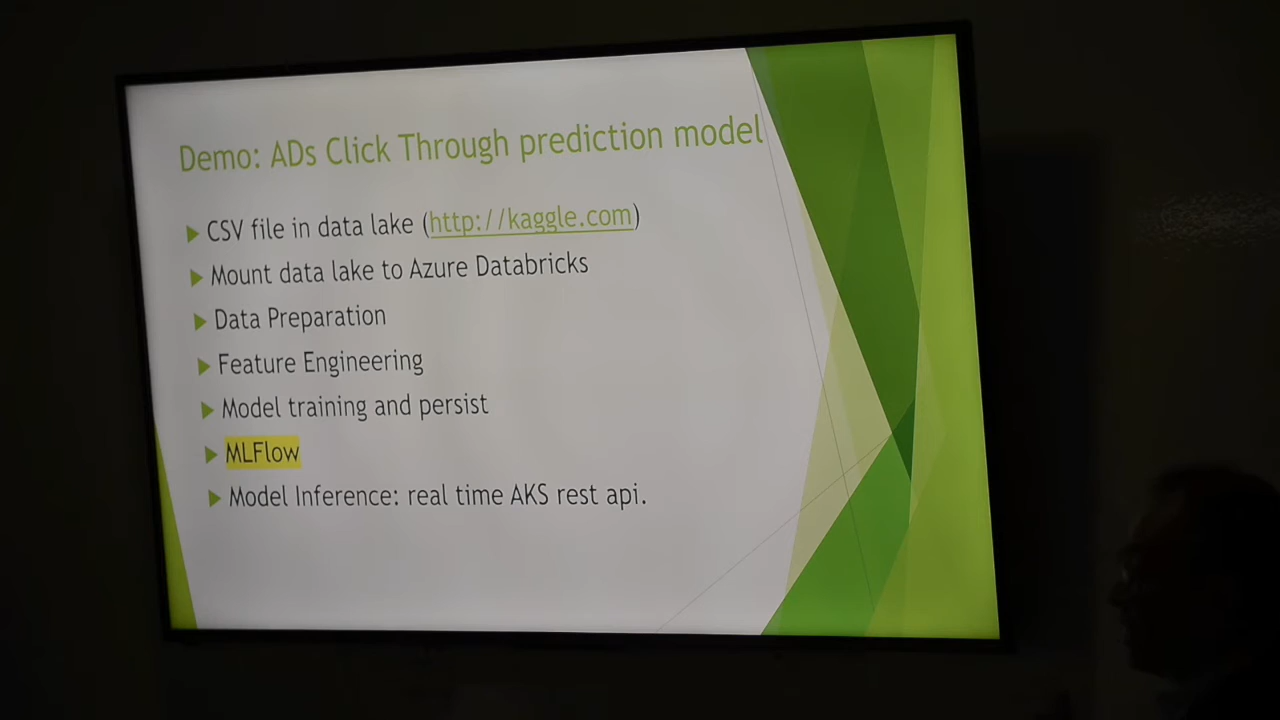 Demo: ADs Click Through prediction model
CSV file in data lake (http://kaggle.com)
Mount data lake to Azure Databricks
Data Preparation
Feature Engineering
Model training and persist
MLFlow
Model Inference: real time AKS rest api.